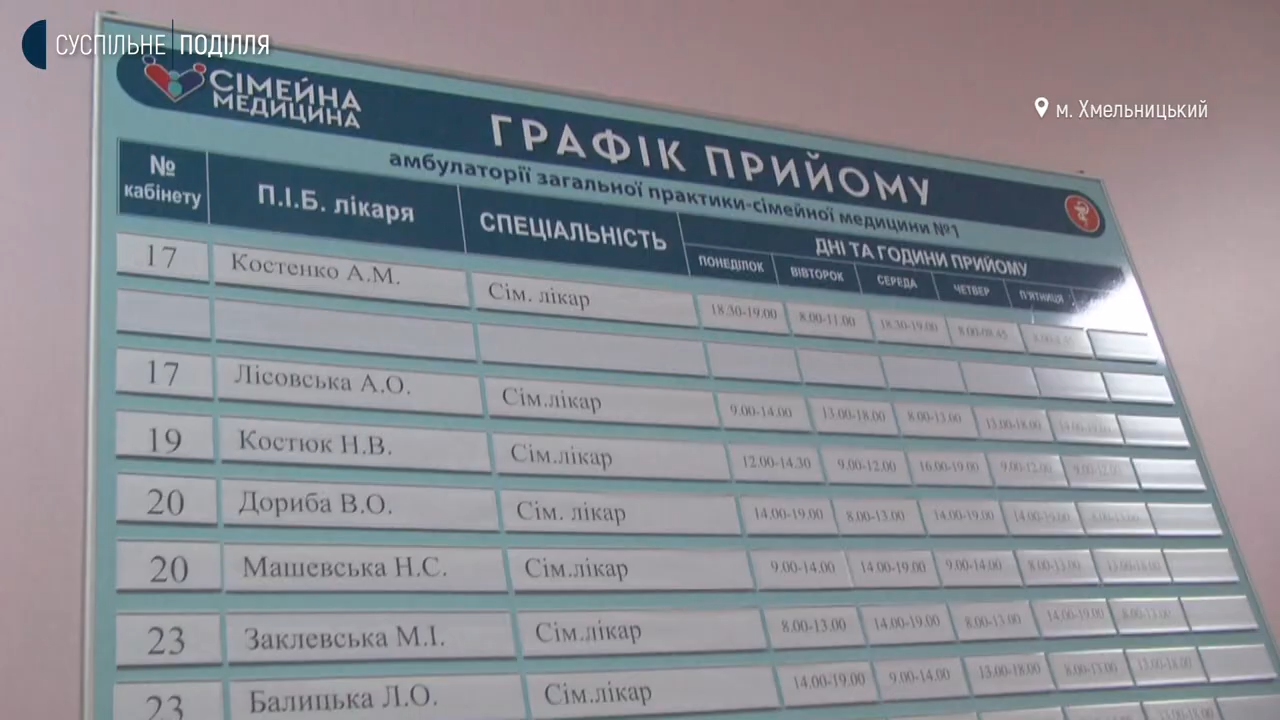 СУСПІЛЬНЕ ПОДІЛЛЯ
м. Хмельницький
СІМЕЙНА
МЕДИЦИНА
ГРАФІК ПРИЙОМУ
амбулаторії загальної практики-сімейної медицини №1
№ кабінету П.І.Б. лікаря СПЕЦІАЛЬНІСТЬ ДНІ ТА ГОДИНИ ПРИЙОМУ
ПОНЕДІЛОК ВІВТОРОК СЕРЕДА ЧЕТВЕР П'ЯТНИЦЯ
17 Костенко А.М. Сім. лікар 18.30-19.00 8.00-11.00 18.30-19.00 8.00-08.45
17 Лісовська А.О. Сім.лікар 9.00-14.00 13.00-18.00 8.00-13.00 13.00-18.00 14.00-19.00
19 Костюк Н.В. Сім.лікар 12.00-14.30 9.00-12.00 16.00-19.00 9.00-12.00 9.00-12.00
20 Дориба В.О. Сім. лікар 14.00-19.00 8.00-13.00 14.00-19.00 14.00-19.00 8.00-13.00
20 Машевська Н.С. Сім.лікар 9.00-14.00 14.00-19.00 9.00-14.00 8.00-13.00 13.00-18.00
23 Заклевська М.І. Сім.лікар 8.00-13.00 14.00-19.00 8.00-13.00 14.00-19.00 8.00-13.00
23 Балицька Л.О. Сім.лікар 14.00-19.00 9.00-14.00 13.00-18.00 8.00-13.00 13.00-18.00